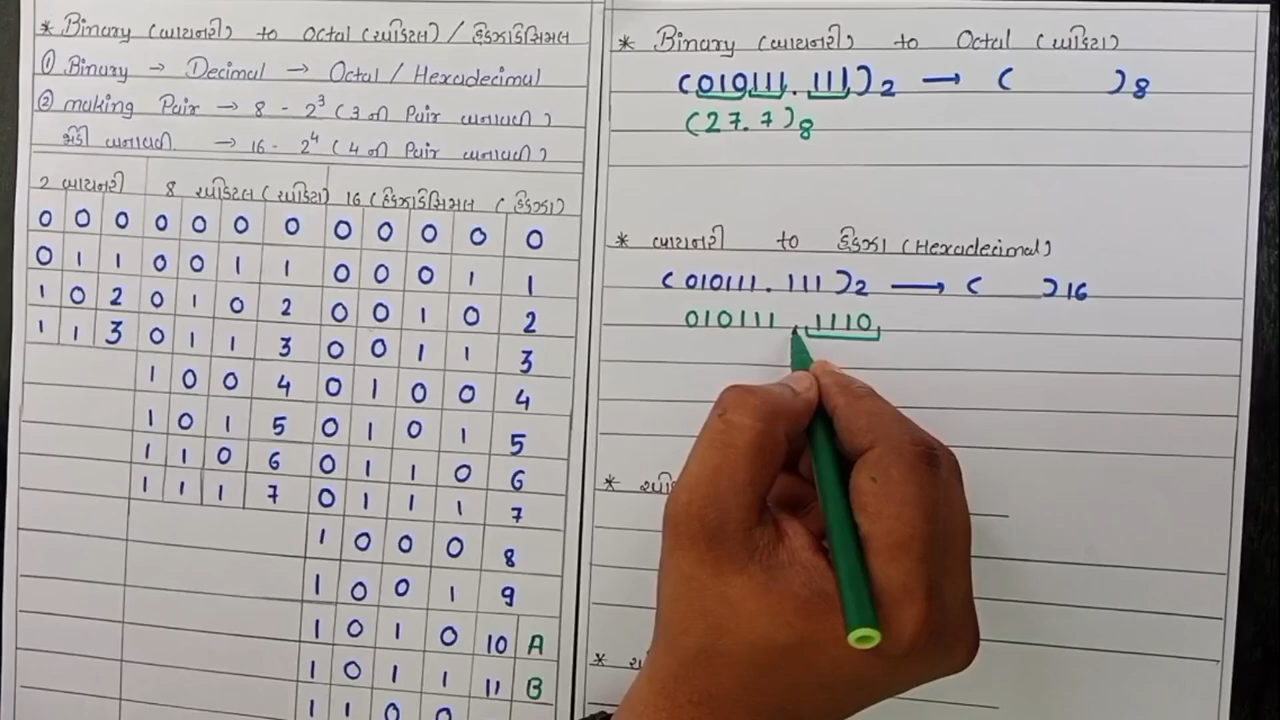 * Binary (બાયનરી) to Octal (ઓક્ટિલ) / હેક્ઝાડેસિમલ
① Binary → Decimal → Octal / Hexadecimal
② making Pair → 8 - 2³ (3 ની Pair બનાવવી)
બનાવવી → 16 - 2⁴ (4 ની Pair બનાવવી)
2 બાયનરી 8 16
0 0 0 0 0 0 0 0 0 0 0 0
0 1 1 0 0 1 1 0 0 0 1 1
1 0 2 0 1 0 2 0 0 1 0 2
1 1 3 0 1 1 3 0 0 1 1 3
1 0 0 4 0 1 0 0 4
1 0 1 5 0 1 0 1 5
1 1 0 6 0 1 1 0 6
1 1 1 7 0 1 1 1 7
1 0 0 0 8
1 0 0 1 9
1 0 1 0 10 A
1 0 1 1 11 B
1 1 0 0
* Binary (બાયનરી) to Octal
(010111.111)2 → ( )8
(27.7)8
* બાયનરી to (Hexadecimal)
(010111.111)2 → ( )16
010111 . 1110
*
*